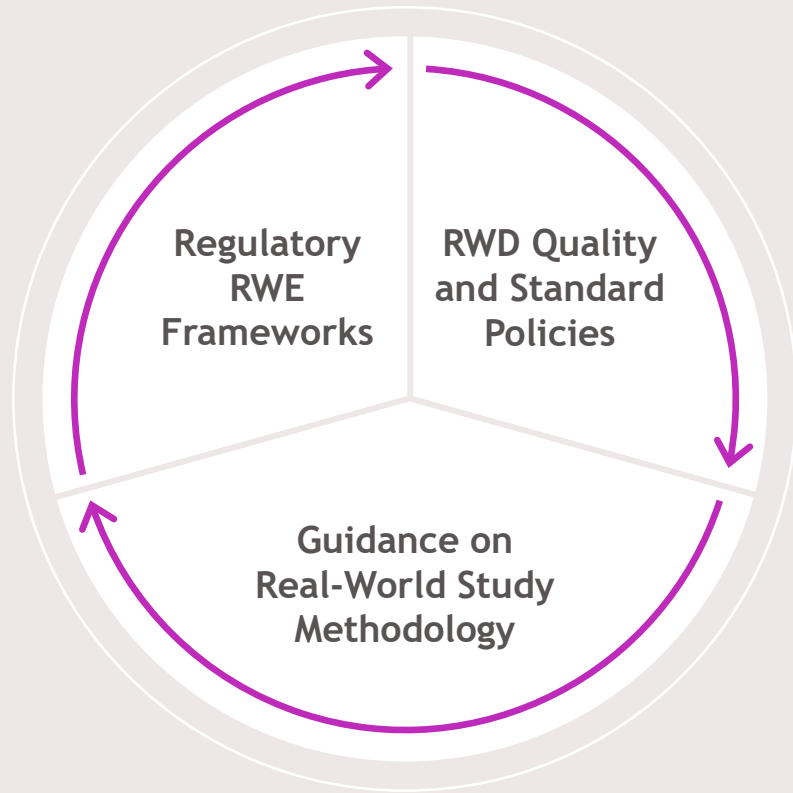 Regulatory
RWE
Frameworks
RWD Quality
and Standard
Policies
Guidance on
Real-World Study
Methodology